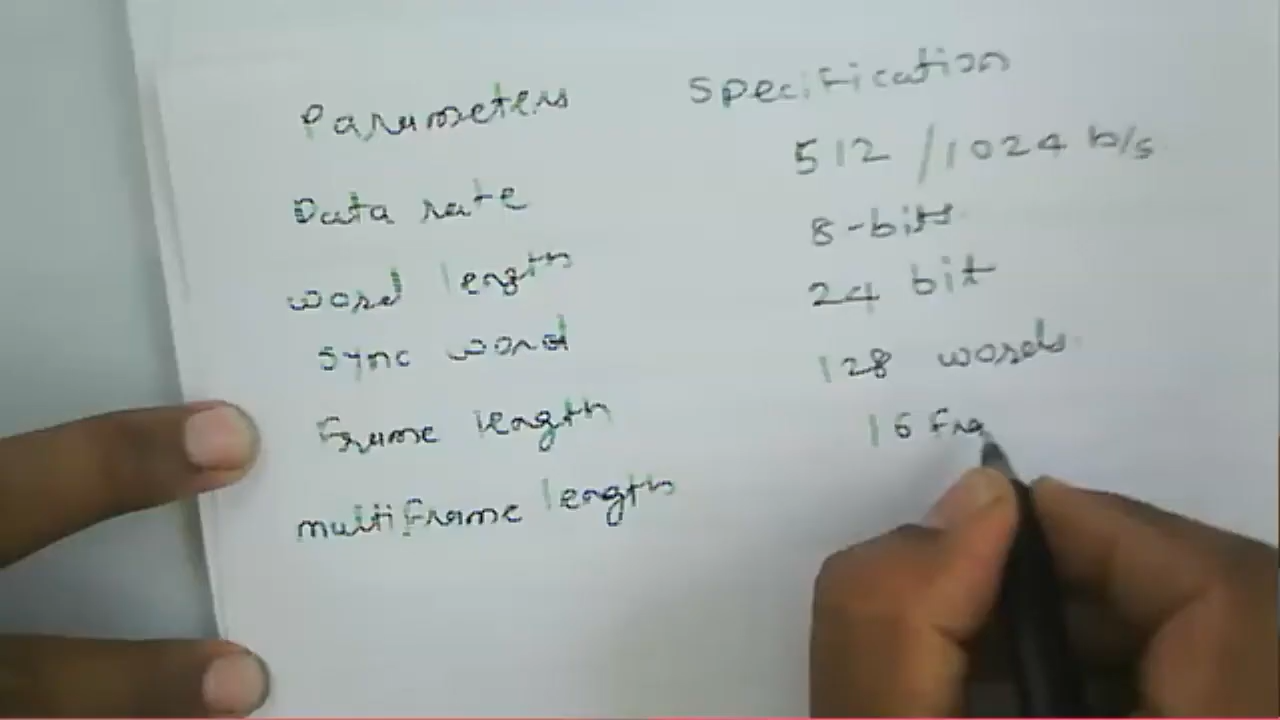 Parameters Specification
Data rate 512 / 1024 b/s
word length 8-bits
Sync word 24 bit
Frame length 128 words
multiframe length 16 Fra